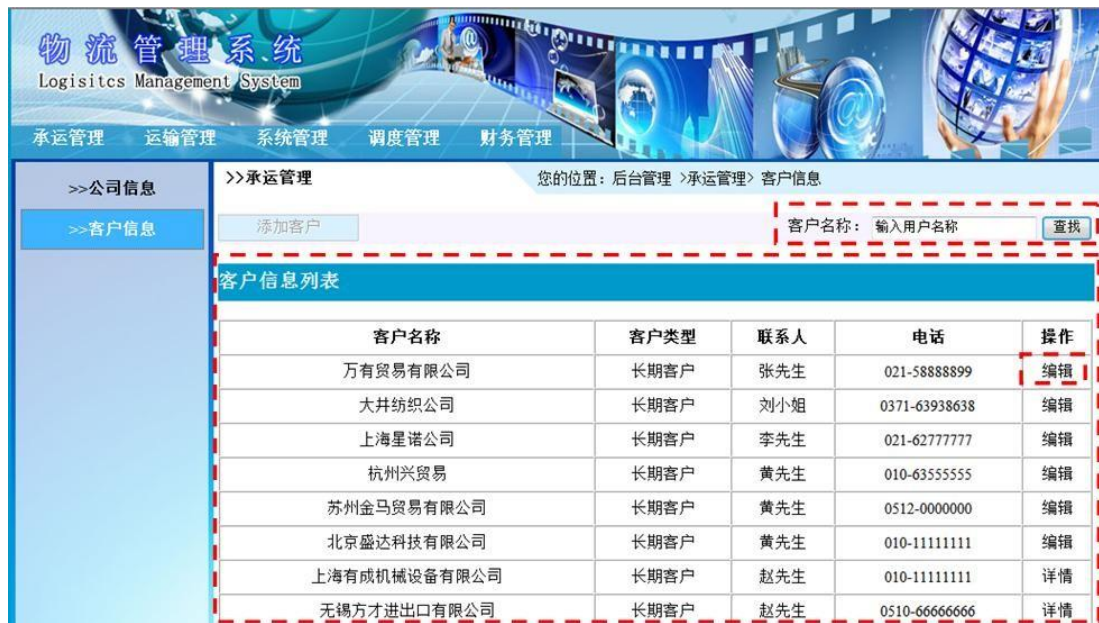 物流管理系统
Logisitcs Management System
承运管理 运输管理 系统管理 调度管理 财务管理
>>公司信息
>>客户信息
>>承运管理 您的位置：后台管理 >承运管理> 客户信息
添加客户 客户名称： 输入用户名称 查找
客户信息列表
客户名称 客户类型 联系人 电话 操作
万有贸易有限公司 长期客户 张先生 021-58888899 编辑
大井纺织公司 长期客户 刘小姐 0371-63938638 编辑
上海星诺公司 长期客户 李先生 021-62777777 编辑
杭州兴贸易 长期客户 黄先生 010-63555555 编辑
苏州金马贸易有限公司 长期客户 黄先生 0512-0000000 编辑
北京盛达科技有限公司 长期客户 黄先生 010-11111111 编辑
上海有成机械设备有限公司 长期客户 赵先生 010-11111111 详情
无锡方才进出口有限公司 长期客户 赵先生 0510-66666666 详情